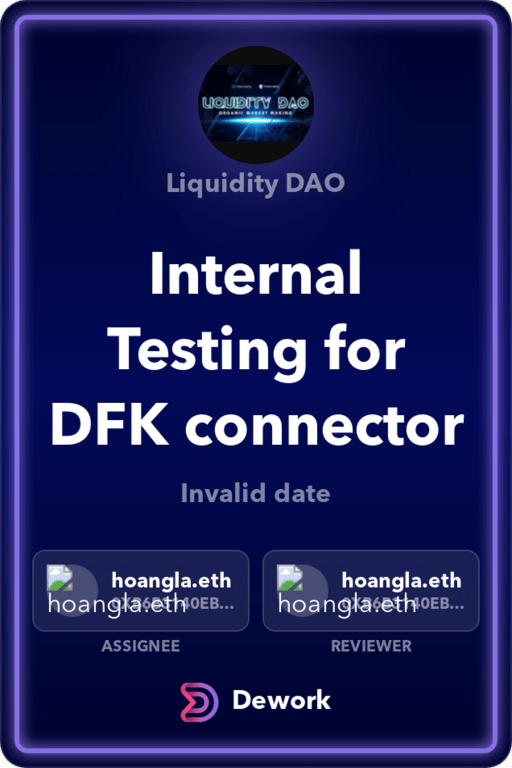 LIQUIDITY DAO
ORGANIC MARKET MAKING
Liquidity DAO
Internal
Testing for
DFK connector
Invalid date
hoangla.eth
hoangla.eth
ASSIGNEE
hoangla.eth
hoangla.eth
REVIEWER
Dework